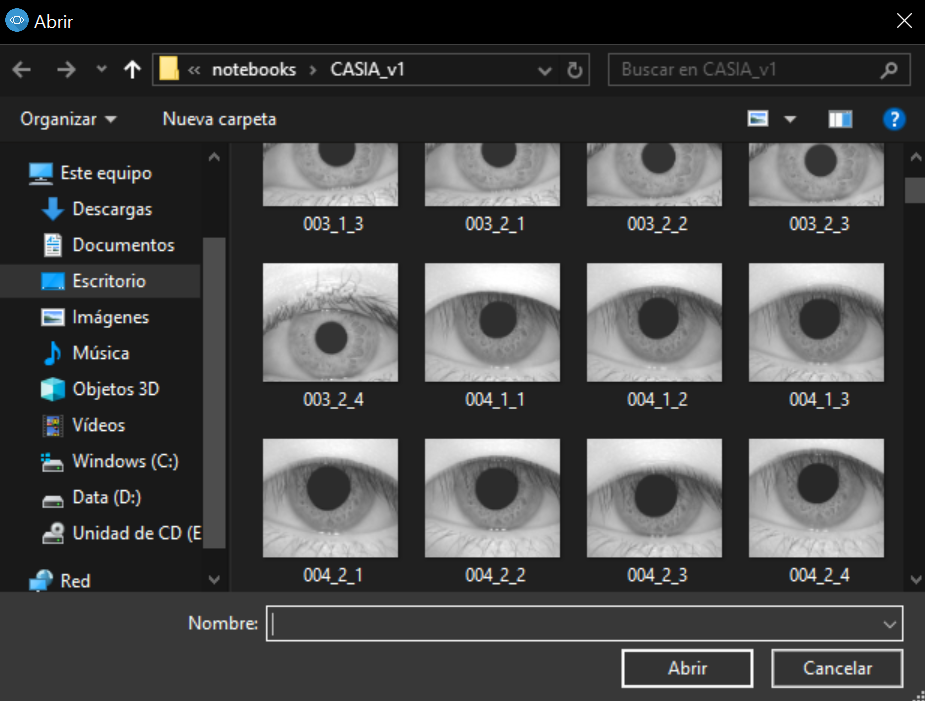 Abrir
« notebooks › CASIA_v1
Buscar en CASIA_v1
Organizar
Nueva carpeta
?
Este equipo
Descargas
Documentos
Escritorio
Imágenes
Música
Objetos 3D
Vídeos
Windows (C:)
Data (D:)
Unidad de CD (E
Red
003_1_3
003_2_1
003_2_2
003_2_3
003_2_4
004_1_1
004_1_2
004_1_3
004_2_1
004_2_2
004_2_3
004_2_4
Nombre:
Abrir
Cancelar